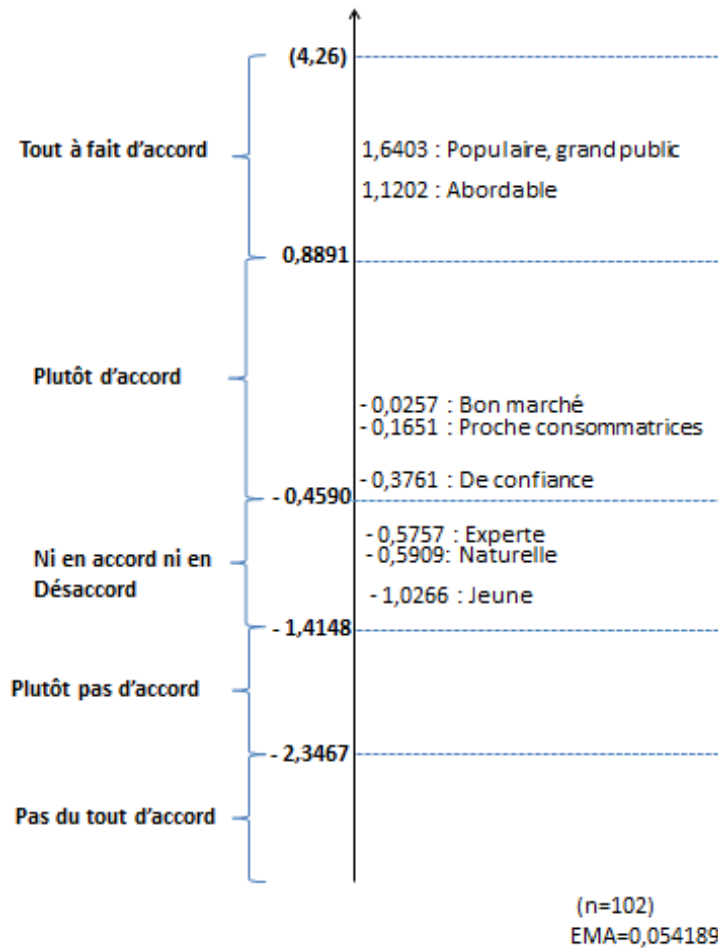 (4,26)
Tout à fait d'accord
1,6403 : Populaire, grand public
1,1202 : Abordable
0,8891
Plutôt d'accord
- 0,0257 : Bon marché
- 0,1651 : Proche consommatrices
- 0,3761 : De confiance
- 0,4590
- 0,5757 : Experte
- 0,5909: Naturelle
Ni en accord ni en
Désaccord
- 1,0266 : Jeune
- 1,4148
Plutôt pas d'accord
- 2,3467
Pas du tout d'accord
(n=102)
EMA=0,054189